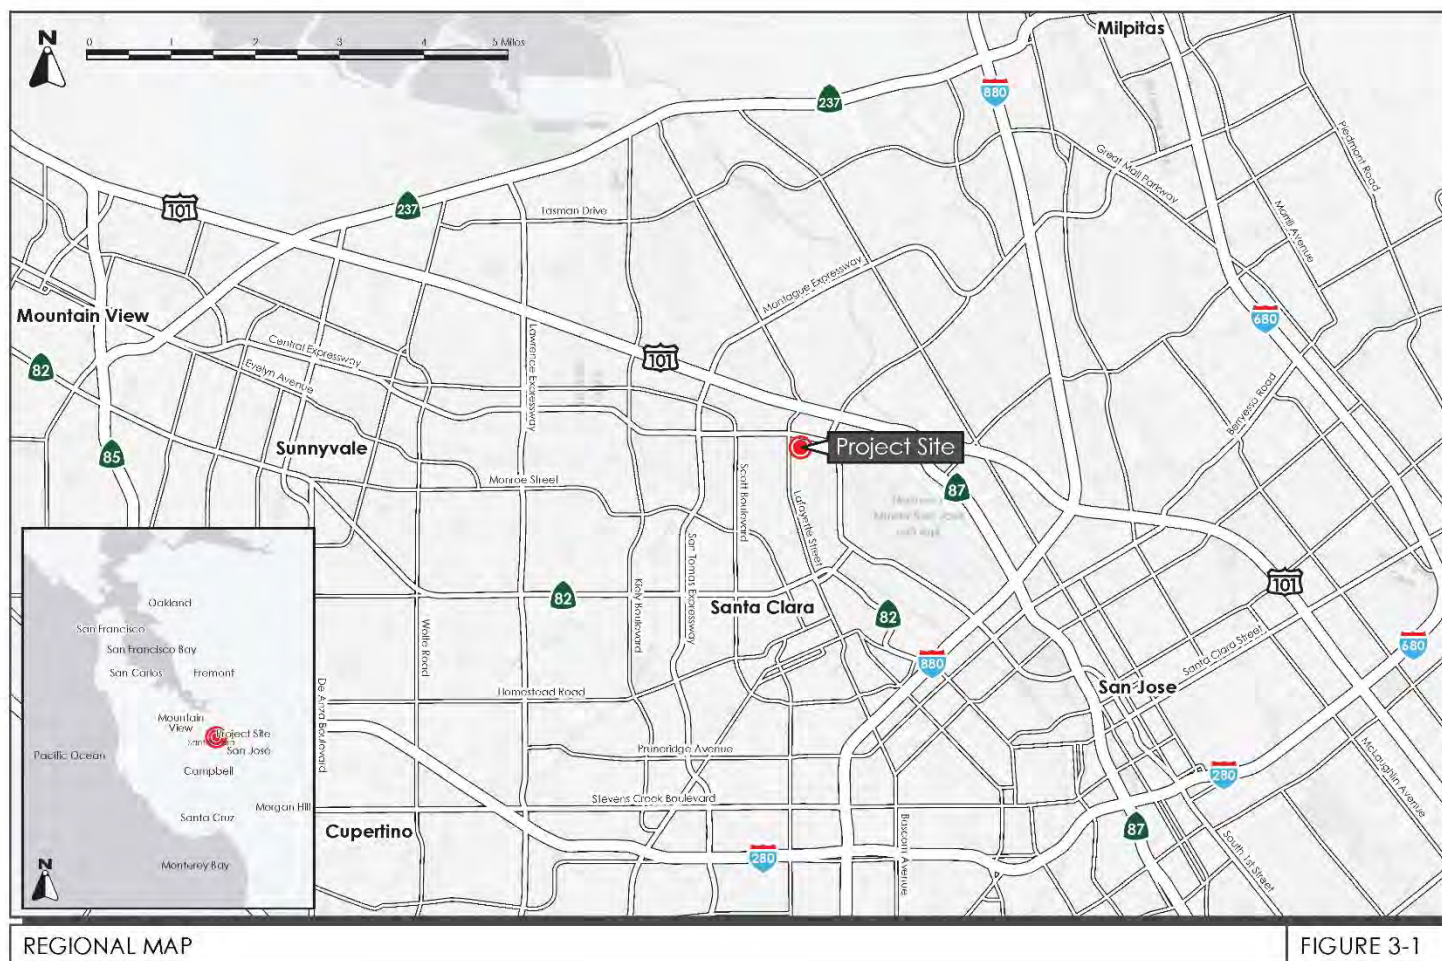 Milpitas
N
0 1 2 3 4 5 Miles
237
880
Great Mall Parkway
Piedmont Road
101
237
Tasman Drive
Morrill Avenue
Montague Expressway
Mountain View
680
82
Central Expressway
Evelyn Avenue
Lawrence Expressway
101
Berryessa Road
85
Sunnyvale
Project Site
Monroe Street
Scott Boulevard
87
Lafayette Street
San Tomas Expressway
Kiely Boulevard
82
Santa Clara
82
101
Wolfe Road
880
Santa Clara Street
680
Homestead Road
San Jose
De Anza Boulevard
Pruneridge Avenue
280
McLaughlin Avenue
Stevens Creek Boulevard
Cupertino
Bascom Avenue
87
South 1st Street
280
Oakland
San Francisco
San Francisco Bay
San Carlos
Fremont
Mountain
View
Project Site
San José
Pacific Ocean
Campbell
Morgan Hill
Santa Cruz
Monterey Bay
N
REGIONAL MAP
FIGURE 3-1